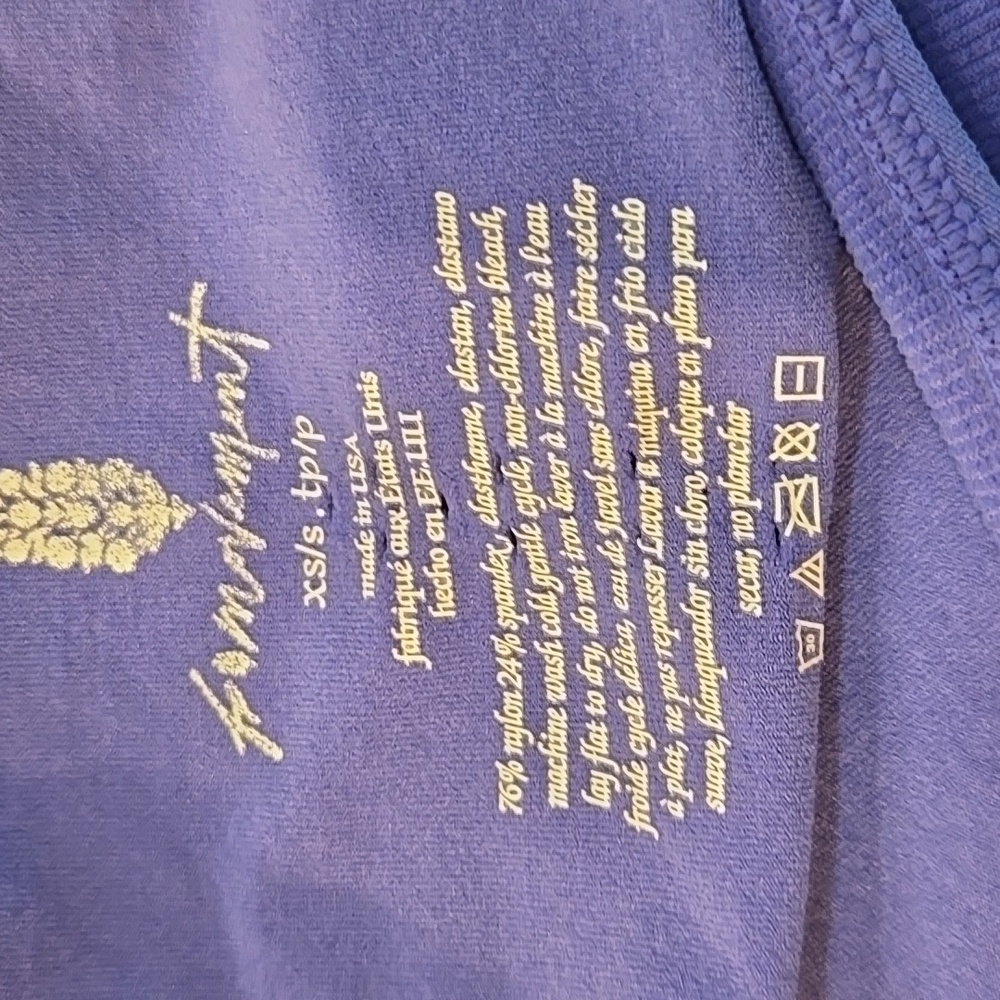 xs/s . tp/p
made in USA
fabriqué aux États Unis
hecho en EE.UU
76% nylon 24% spandex, elasthanne, elastan, elastano
machine wash cold gentle cycle, non-chlorine bleach,
lay flat to dry, do not iron Laver à la machine à l'eau
froide cycle délica, eau de Javel sans chlore, faire sécher
à plat, ne pas repasser Lavar a máquina en frío ciclo
suave, blanqueador sin cloro cologue en plano para
secar, no planchar
30